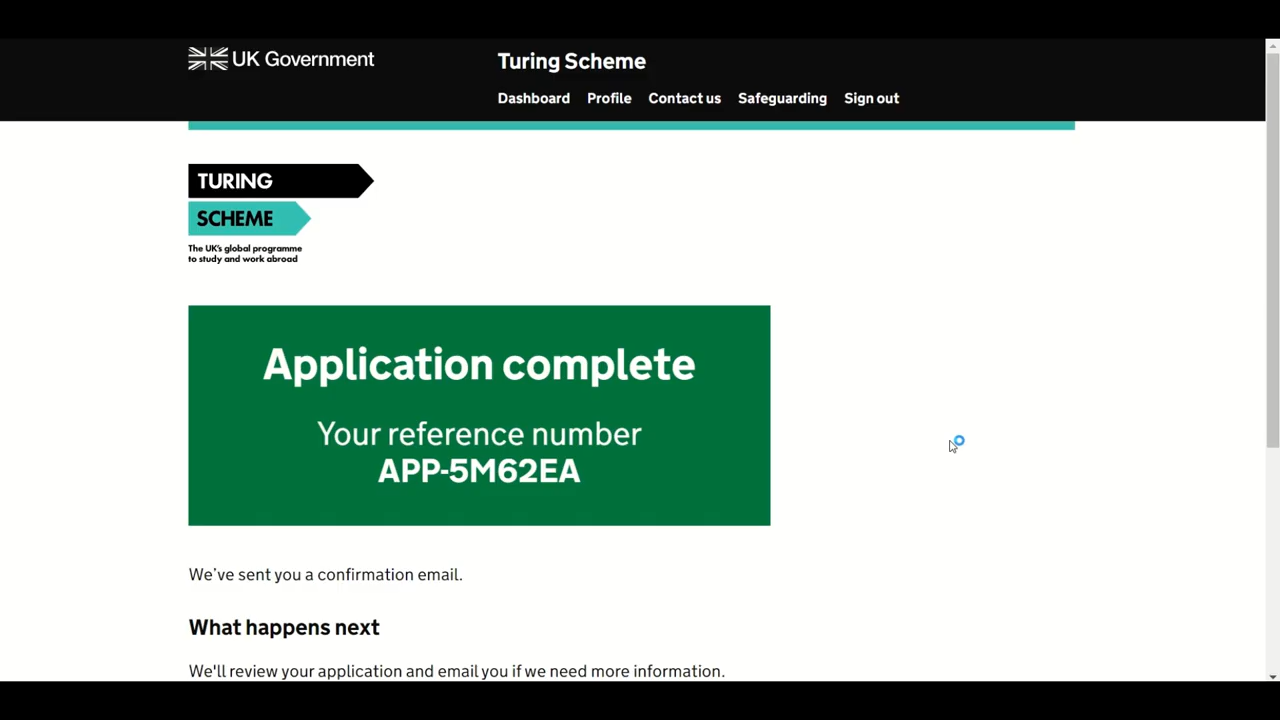 UK Government
Turing Scheme
Dashboard Profile Contact us Safeguarding Sign out
TURING
SCHEME
The UK's global programme
to study and work abroad
Application complete
Your reference number
APP-5M62EA
We've sent you a confirmation email.
What happens next
We'll review your application and email you if we need more information.